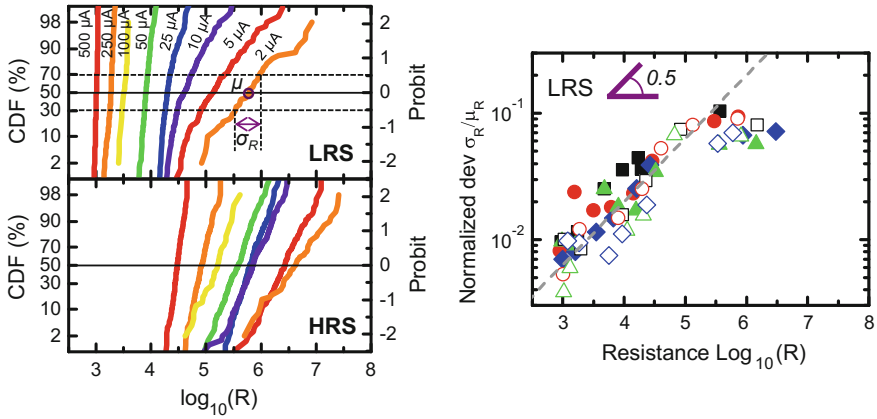 98
90
70
50
30
10
2
CDF (%)
500 µA
250 µA
100 µA
50 µA
25 µA
10 µA
5 µA
2 µA
µ
σR
LRS
2
1
0
-1
-2
Probit
98
90
70
50
30
10
2
CDF (%)
HRS
2
1
0
-1
-2
Probit
3 4 5 6 7 8
log10(R)
LRS
0.5
10-1
10-2
Normalized dev σR/µR
3 4 5 6 7 8
Resistance Log10(R)